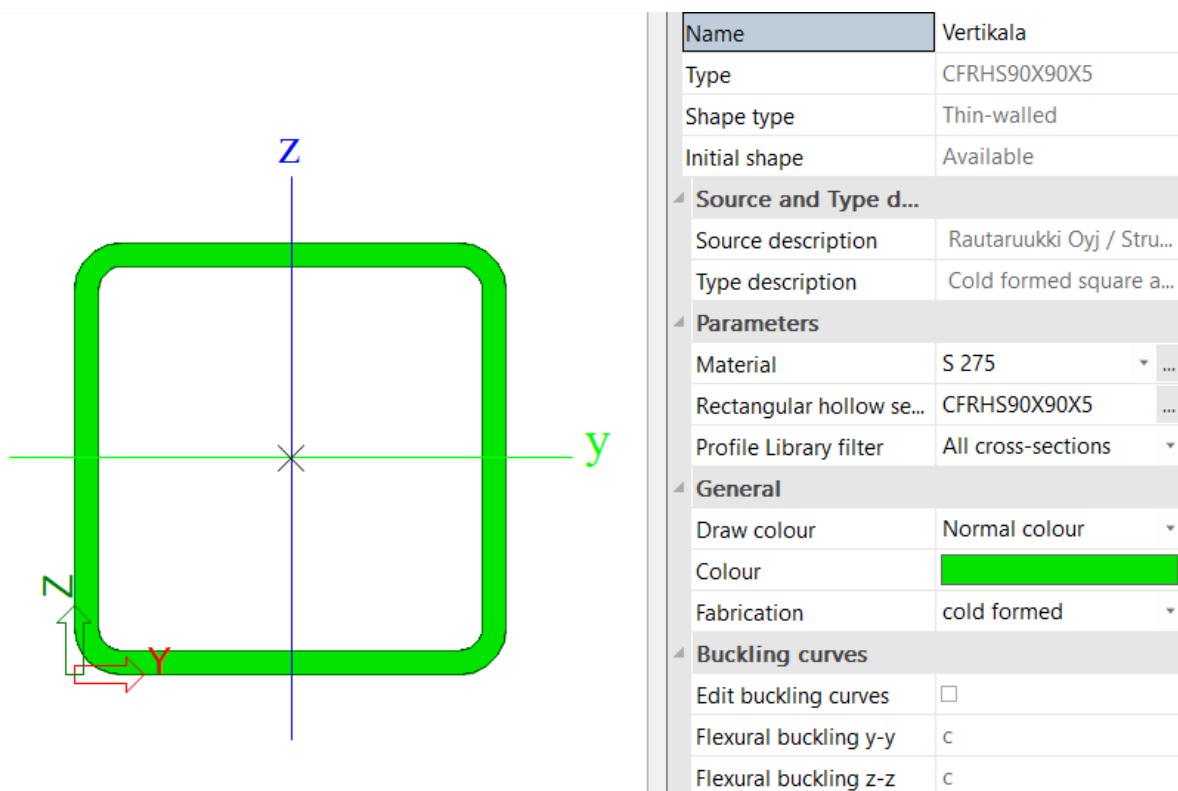 Z
y
Z
Y
Name Vertikala
Type CFRHS90X90X5
Shape type Thin-walled
Initial shape Available
Source and Type d...
Source description Rautaruukki Oyj / Stru...
Type description Cold formed square a...
Parameters
Material S 275 ...
Rectangular hollow se... CFRHS90X90X5 ...
Profile Library filter All cross-sections
General
Draw colour Normal colour
Colour
Fabrication cold formed
Buckling curves
Edit buckling curves
Flexural buckling y-y c
Flexural buckling z-z c